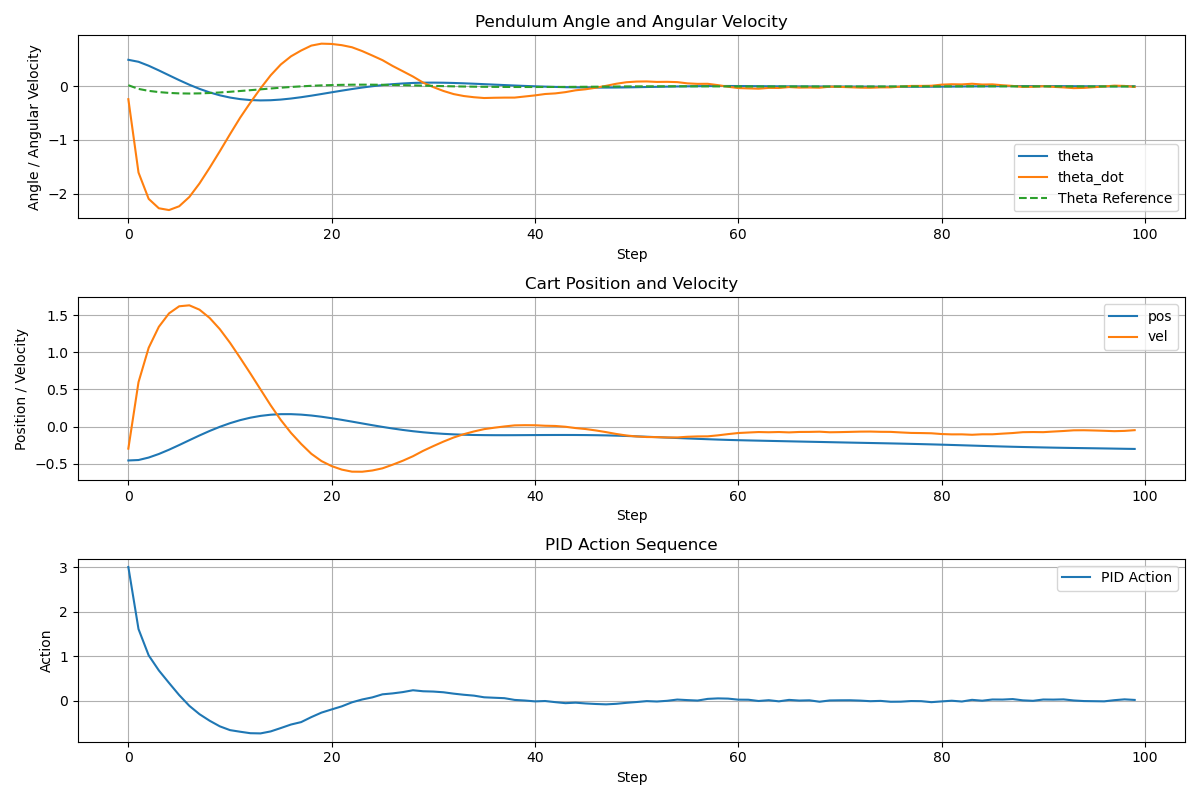 Pendulum Angle and Angular Velocity
Angle / Angular Velocity
0
−1
−2
theta
theta_dot
Theta Reference
0 20 40 60 80 100
Step
Cart Position and Velocity
Position / Velocity
1.5
1.0
0.5
0.0
−0.5
pos
vel
0 20 40 60 80 100
Step
PID Action Sequence
Action
3
2
1
0
PID Action
0 20 40 60 80 100
Step